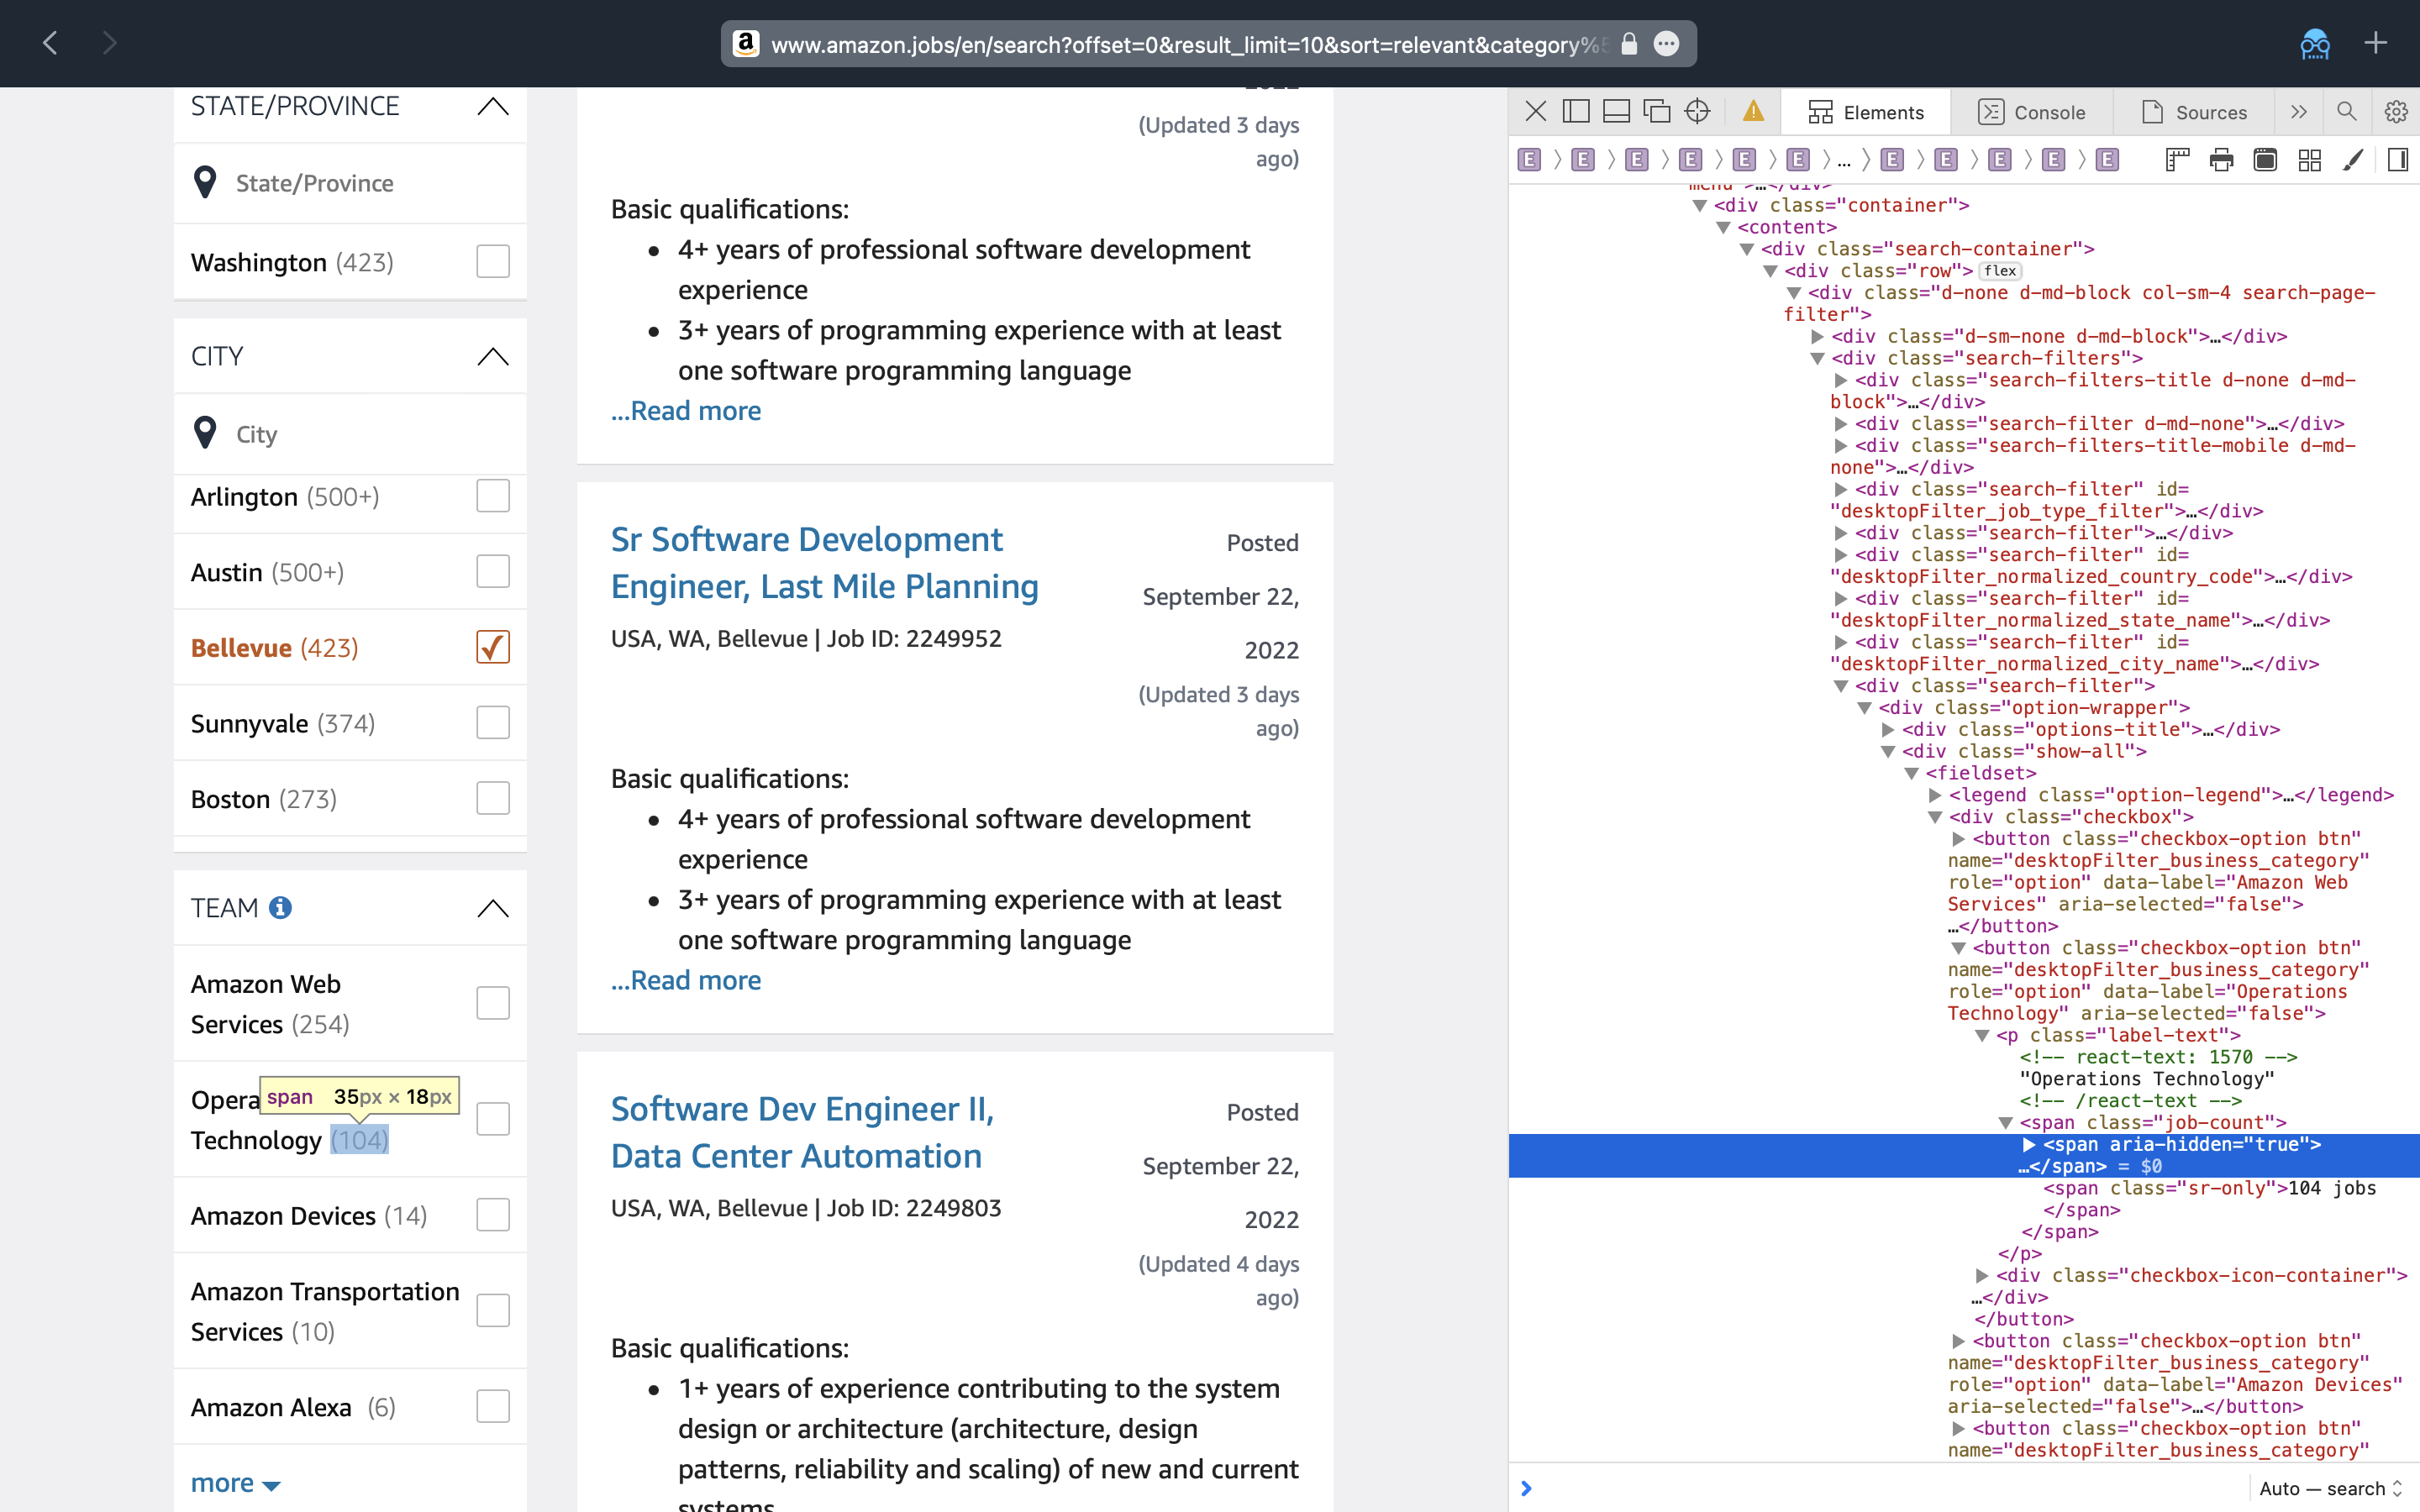 www.amazon.jobs/en/search?offset=0&result_limit=10&sort=relevant&category%5
STATE/PROVINCE
State/Province
Washington (423)
CITY
City
Arlington (500+)
Austin (500+)
Bellevue (423)
Sunnyvale (374)
Boston (273)
TEAM
Amazon Web
Services (254)
Opera
span 35px × 18px
Technology (104)
Amazon Devices (14)
Amazon Transportation
Services (10)
Amazon Alexa (6)
more
2022
(Updated 3 days
ago)
Basic qualifications:
• 4+ years of professional software development
experience
• 3+ years of programming experience with at least
one software programming language
...Read more
Sr Software Development
Engineer, Last Mile Planning
USA, WA, Bellevue | Job ID: 2249952
Posted
September 22,
2022
(Updated 3 days
ago)
Basic qualifications:
• 4+ years of professional software development
experience
• 3+ years of programming experience with at least
one software programming language
...Read more
Software Dev Engineer II,
Data Center Automation
USA, WA, Bellevue | Job ID: 2249803
Posted
September 22,
2022
(Updated 4 days
ago)
Basic qualifications:
• 1+ years of experience contributing to the system
design or architecture (architecture, design
patterns, reliability and scaling) of new and current
systems
Elements
Console
Sources
E E E E E E ... E E E E E
menu">…</div>
<div class="container">
<content>
<div class="search-container">
<div class="row"> flex
<div class="d-none d-md-block col-sm-4 search-page-
filter">
<div class="d-sm-none d-md-block">…</div>
<div class="search-filters">
<div class="search-filters-title d-none d-md-
block">…</div>
<div class="search-filter d-md-none">…</div>
<div class="search-filters-title-mobile d-md-
none">…</div>
<div class="search-filter" id=
"desktopFilter_job_type_filter">…</div>
<div class="search-filter">…</div>
<div class="search-filter" id=
"desktopFilter_normalized_country_code">…</div>
<div class="search-filter" id=
"desktopFilter_normalized_state_name">…</div>
<div class="search-filter" id=
"desktopFilter_normalized_city_name">…</div>
<div class="search-filter">
<div class="option-wrapper">
<div class="options-title">…</div>
<div class="show-all">
<fieldset>
<legend class="option-legend">…</legend>
<div class="checkbox">
<button class="checkbox-option btn"
name="desktopFilter_business_category"
role="option" data-label="Amazon Web
Services" aria-selected="false">
…</button>
<button class="checkbox-option btn"
name="desktopFilter_business_category"
role="option" data-label="Operations
Technology" aria-selected="false">
<p class="label-text">
<!-- react-text: 1570 -->
"Operations Technology"
<!-- /react-text -->
<span class="job-count">
<span aria-hidden="true">
…</span> = $0
<span class="sr-only">104 jobs
</span>
</span>
</p>
<div class="checkbox-icon-container">
…</div>
</button>
<button class="checkbox-option btn"
name="desktopFilter_business_category"
role="option" data-label="Amazon Devices"
aria-selected="false">…</button>
<button class="checkbox-option btn"
name="desktopFilter_business_category"
Auto — search